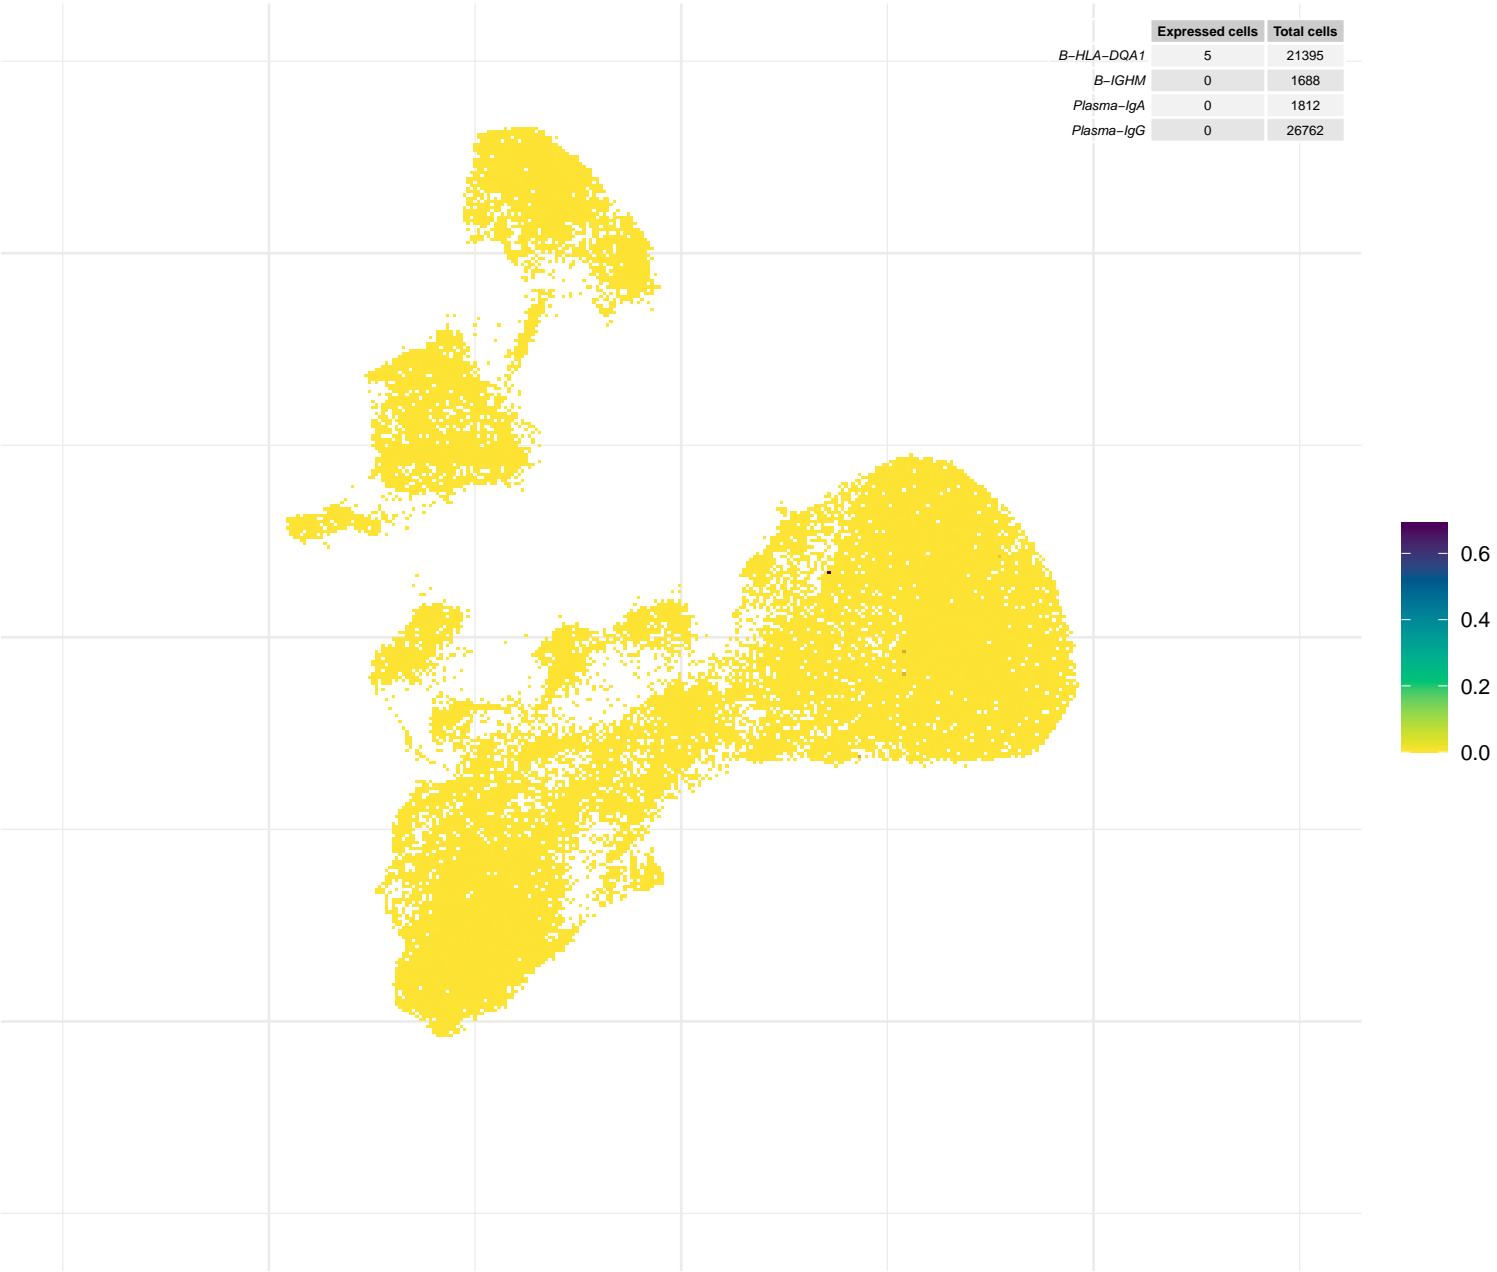 Expressed cells Total cells
B−HLA−DQA1 5 21395
B−IGHM 0 1688
Plasma−IgA 0 1812
Plasma−IgG 0 26762
0.6
0.4
0.2
0.0